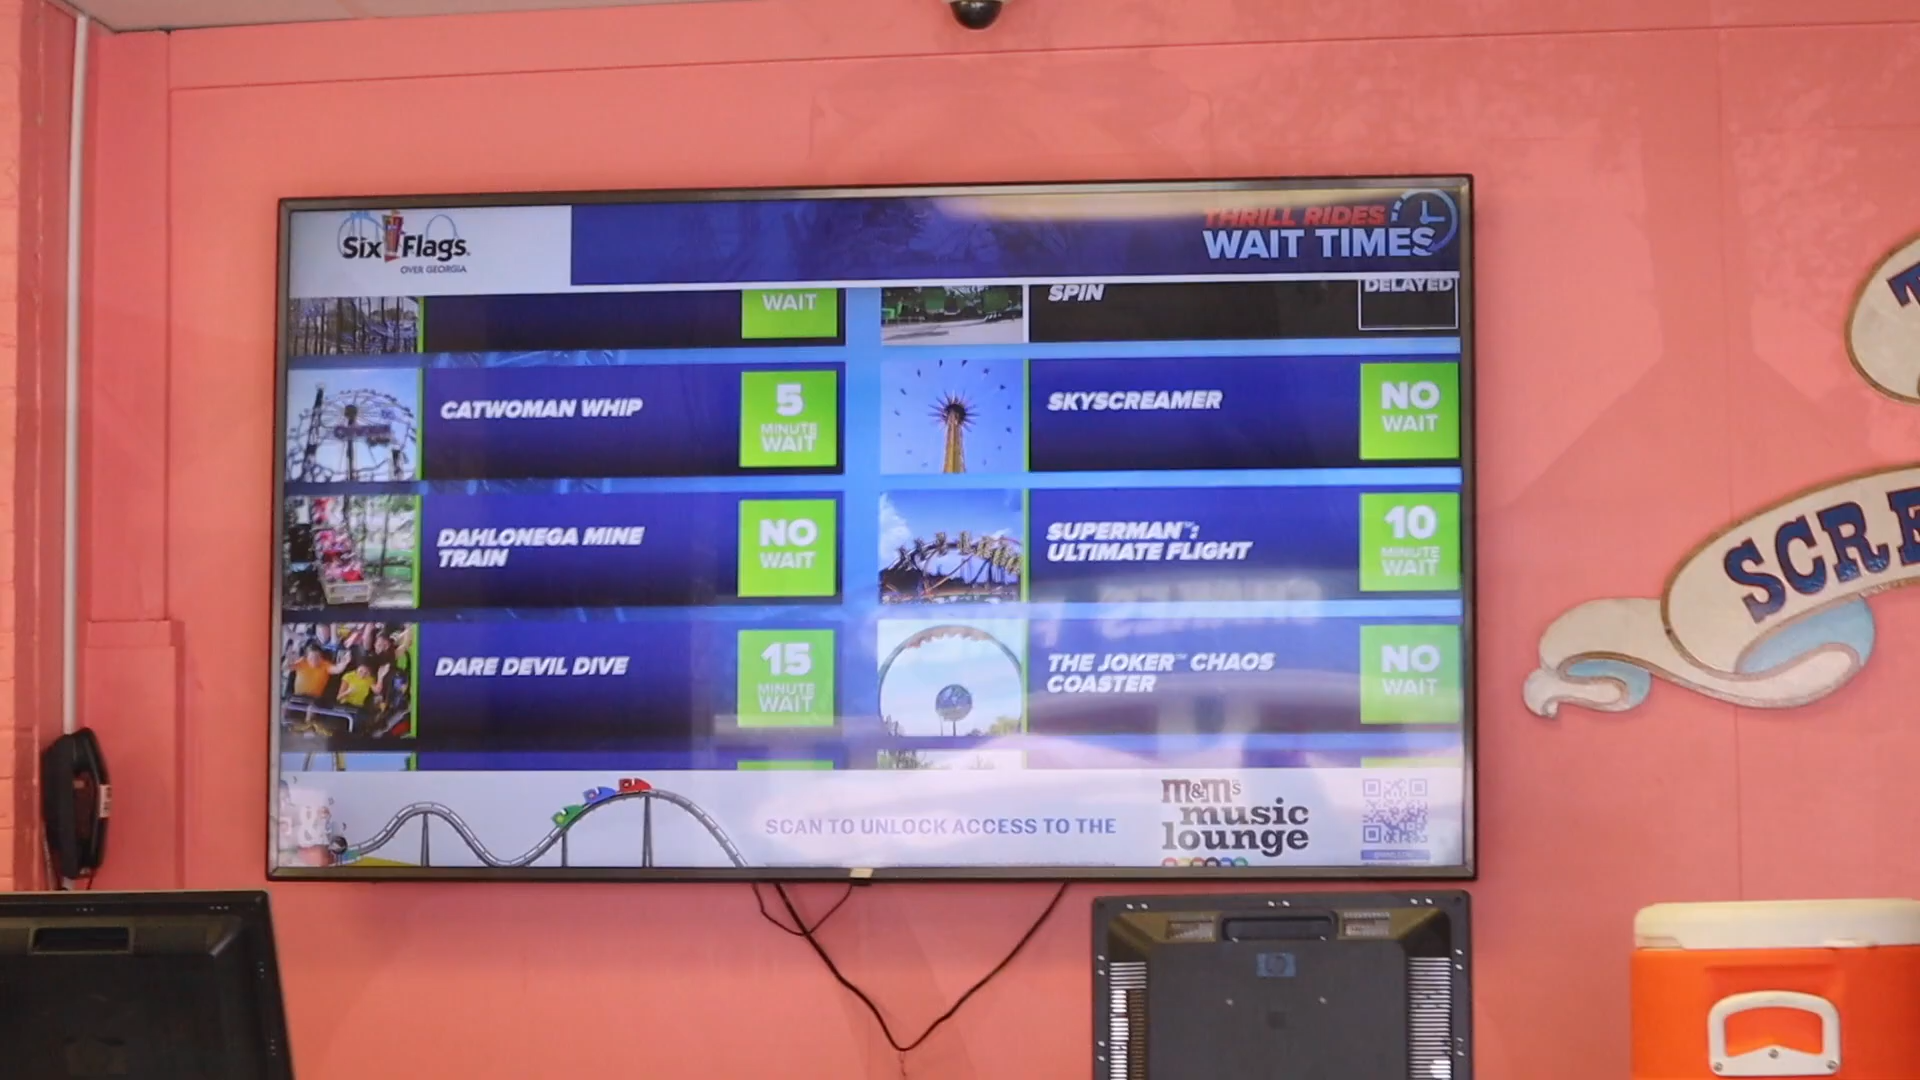 Six Flags
OVER GEORGIA
THRILL RIDES
WAIT TIMES
WAIT
SPIN
DELAYED
CATWOMAN WHIP
5
MINUTE
WAIT
SKYSCREAMER
NO
WAIT
DAHLONEGA MINE
TRAIN
NO
WAIT
SUPERMAN™:
ULTIMATE FLIGHT
10
MINUTE
WAIT
DARE DEVIL DIVE
15
MINUTE
WAIT
THE JOKER™ CHAOS
COASTER
NO
WAIT
SCAN TO UNLOCK ACCESS TO THE
M&M's
music
lounge
SCRE
hp